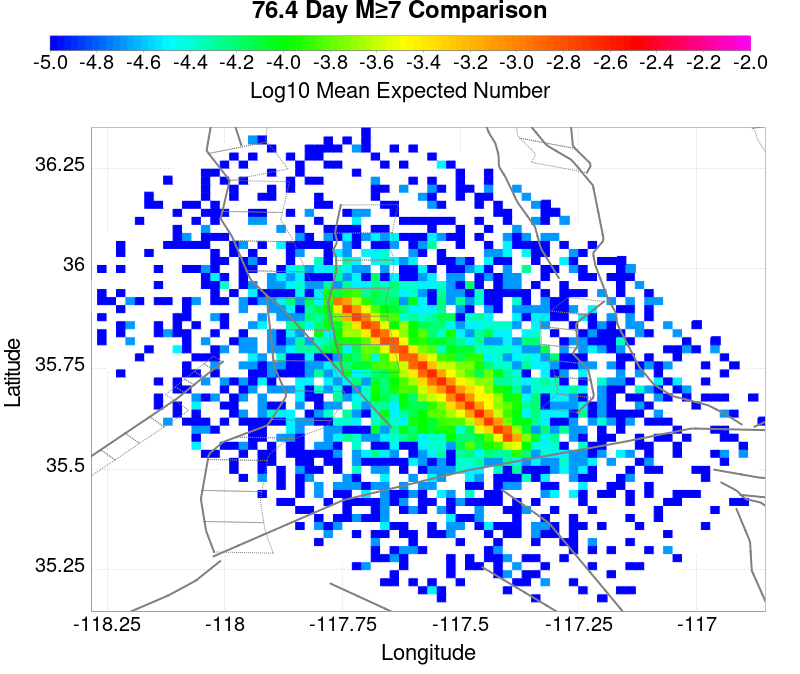 76.4 Day M≥7 Comparison
-5.0 -4.8 -4.6 -4.4 -4.2 -4.0 -3.8 -3.6 -3.4 -3.2 -3.0 -2.8 -2.6 -2.4 -2.2 -2.0
Log10 Mean Expected Number
36.25
36
35.75
35.5
35.25
Latitude
-118.25 -118 -117.75 -117.5 -117.25 -117
Longitude